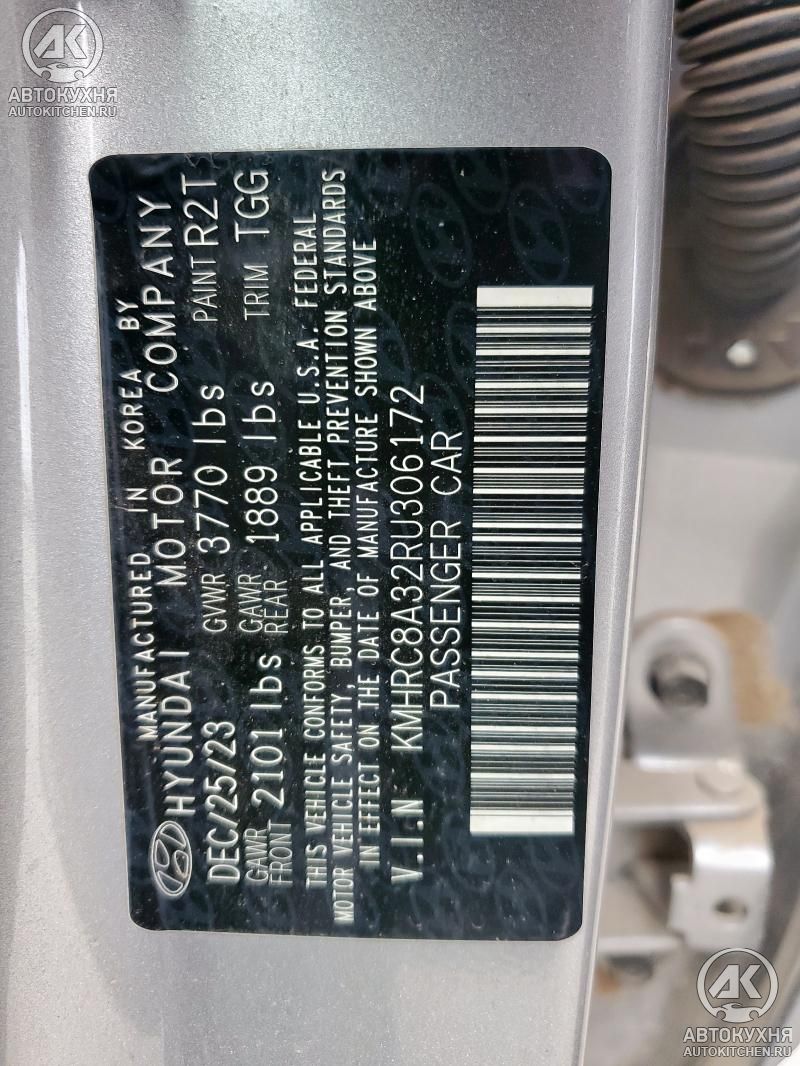 АВТОКУХНЯ
AUTOKITCHEN.RU
MANUFACTURED IN KOREA BY
HYUNDAI MOTOR COMPANY
DEC/25/23 GVWR 3770 lbs PAINT R2T
GAWR FRONT 2101 lbs GAWR REAR 1889 lbs TRIM TGG
THIS VEHICLE CONFORMS TO ALL APPLICABLE U.S.A. FEDERAL
MOTOR VEHICLE SAFETY, BUMPER, AND THEFT PREVENTION STANDARDS
IN EFFECT ON THE DATE OF MANUFACTURE SHOWN ABOVE
V.I.N KMHRC8A32RU306172
PASSENGER CAR
АВТОКУХНЯ
AUTOKITCHEN.RU